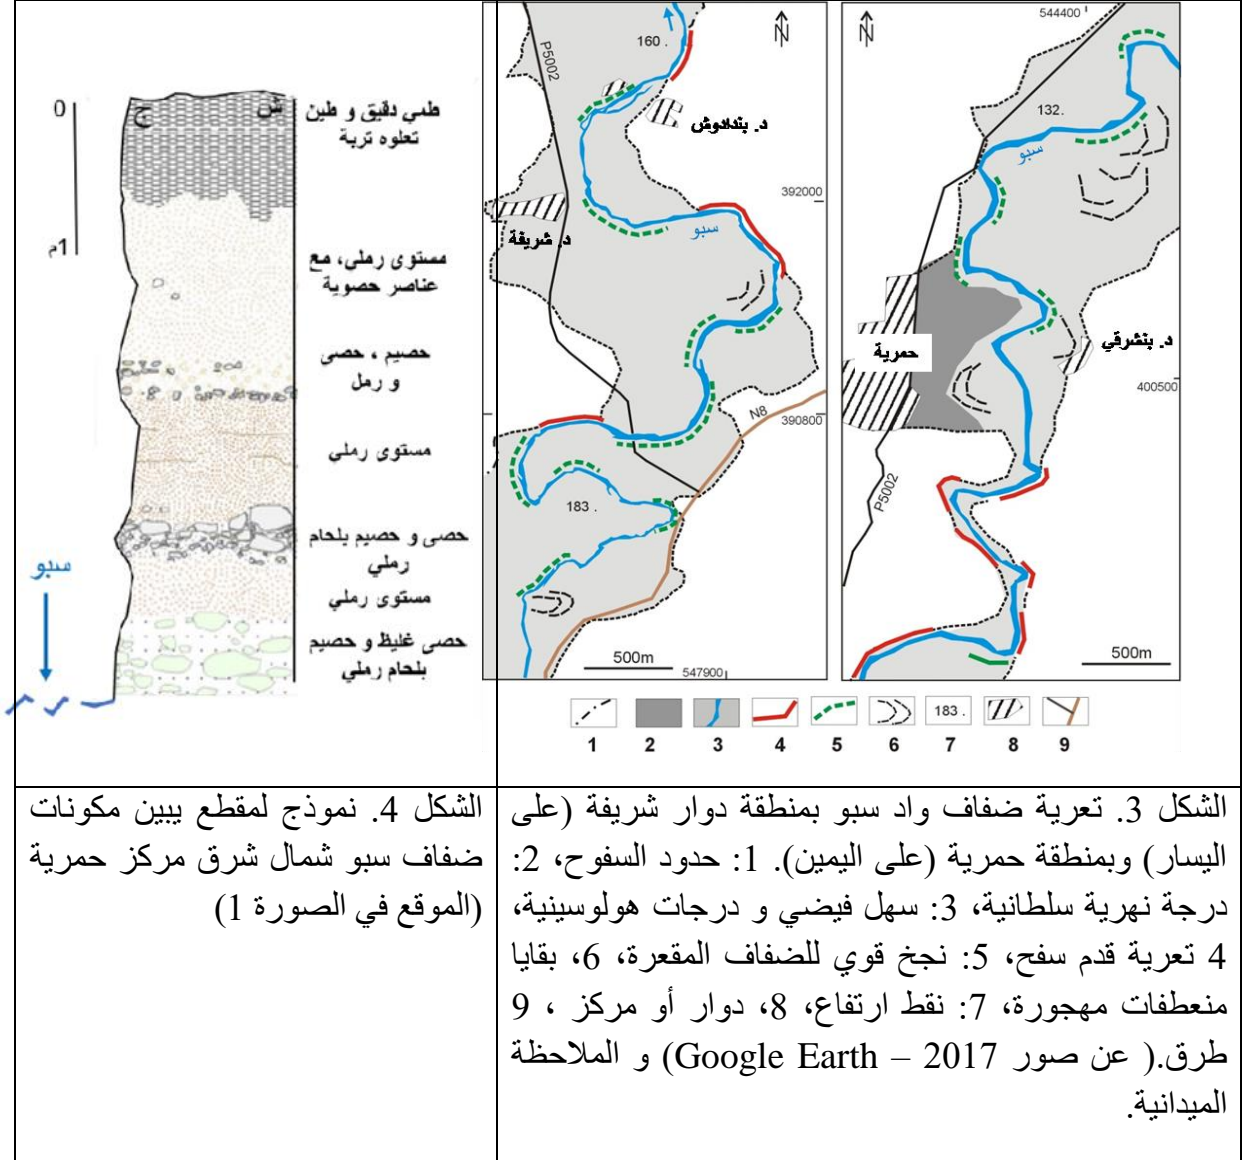 0
1م
ج
ش
طمي دقيق و طين
تعلوه تربة
مستوى رملي، مع
عناصر حصوية
حصيم ، حصى
و رمل
مستوى رملي
حصى و حصيم بلحام
رملي
مستوى رملي
حصى غليظ و حصيم
بلحام رملي
سبو
N
160 .
P5002
د. بندادوش
392000
د. شريفة
سبو
390800
N8
183 .
500m
547900
N
544400
132.
سبو
حمرية
د. بنشرقي
400500
P5002
500m
183 .
1 2 3 4 5 6 7 8 9
الشكل 3. تعرية ضفاف واد سبو بمنطقة دوار شريفة (على
اليسار) وبمنطقة حمرية (على اليمين). 1: حدود السفوح، 2:
درجة نهرية سلطانية، 3: سهل فيضي و درجات هولوسينية،
4 تعرية قدم سفح، 5: نجخ قوي للضفاف المقعرة، 6، بقايا
منعطفات مهجورة، 7: نقط ارتفاع، 8، دوار أو مركز ، 9
طرق.( عن صور Google Earth – 2017) و الملاحظة
الميدانية.
الشكل 4. نموذج لمقطع يبين مكونات
ضفاف سبو شمال شرق مركز حمرية
(الموقع في الصورة 1)